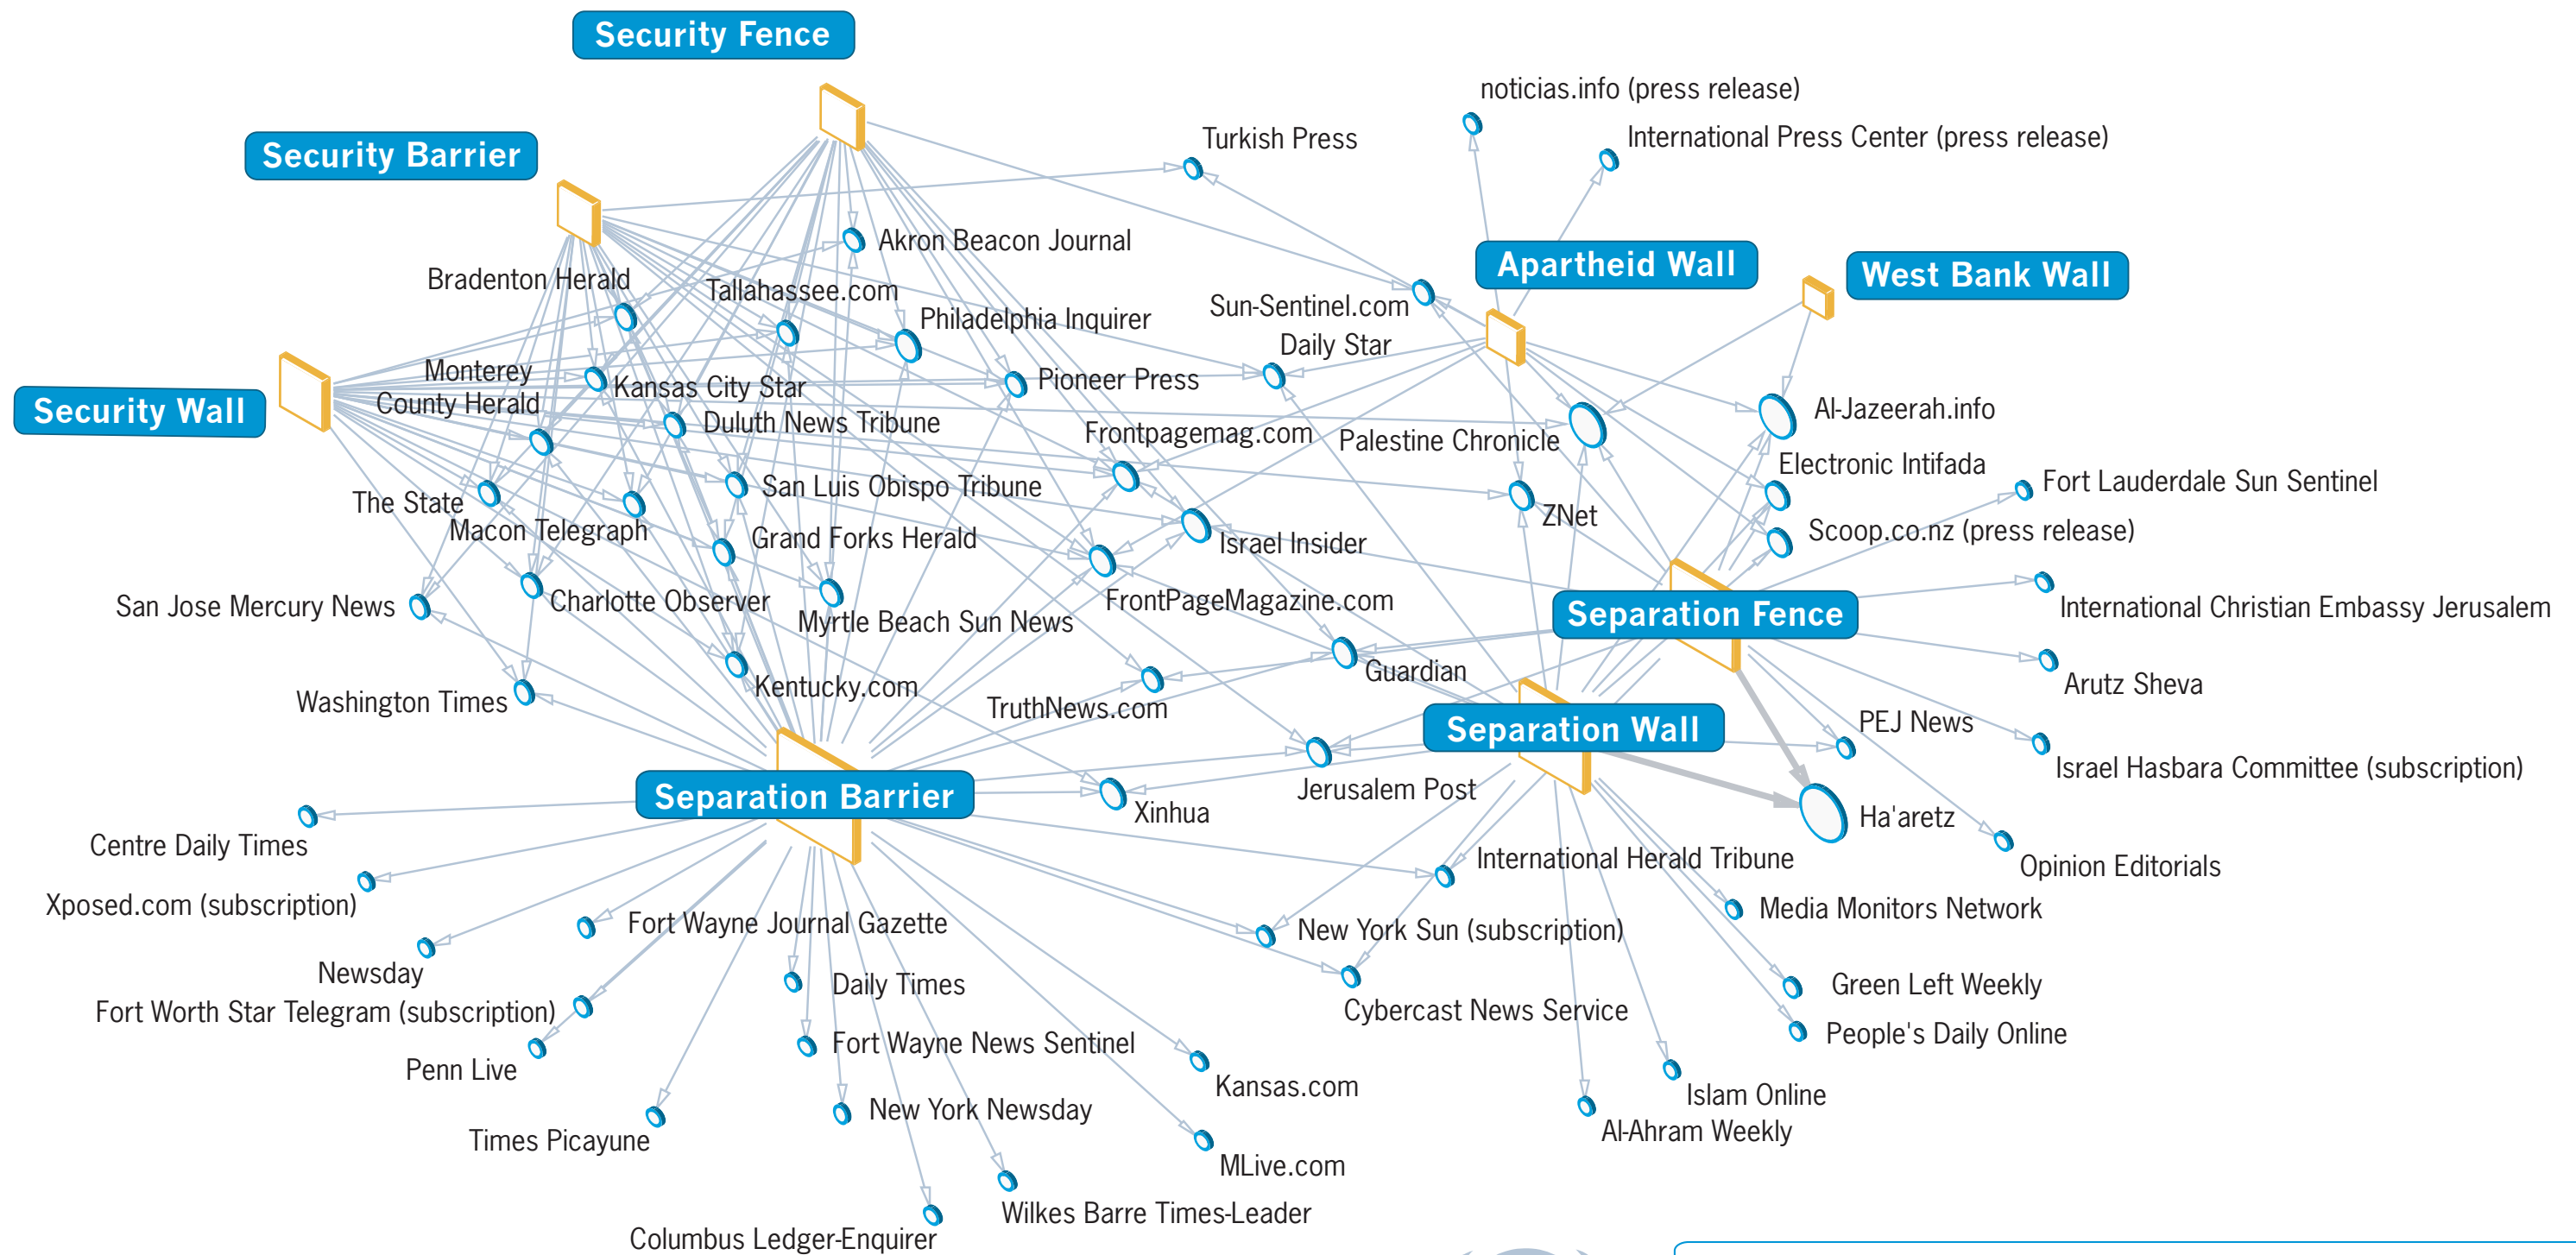 Security Fence
noticias.info (press release)
Turkish Press
International Press Center (press release)
Security Barrier
Akron Beacon Journal
Apartheid Wall
West Bank Wall
Bradenton Herald
Tallahassee.com
Sun-Sentinel.com
Philadelphia Inquirer
Daily Star
Monterey
County Herald
Kansas City Star
Pioneer Press
Security Wall
Duluth News Tribune
Al-Jazeerah.info
Frontpagemag.com
Palestine Chronicle
Electronic Intifada
Fort Lauderdale Sun Sentinel
San Luis Obispo Tribune
The State
Macon Telegraph
ZNet
Scoop.co.nz (press release)
Grand Forks Herald
Israel Insider
San Jose Mercury News
Charlotte Observer
FrontPageMagazine.com
Separation Fence
International Christian Embassy Jerusalem
Myrtle Beach Sun News
Guardian
Arutz Sheva
Kentucky.com
Washington Times
TruthNews.com
Separation Wall
PEJ News
Israel Hasbara Committee (subscription)
Separation Barrier
Jerusalem Post
Xinhua
Ha'aretz
Centre Daily Times
International Herald Tribune
Opinion Editorials
Xposed.com (subscription)
Fort Wayne Journal Gazette
New York Sun (subscription)
Media Monitors Network
Newsday
Daily Times
Green Left Weekly
Fort Worth Star Telegram (subscription)
Cybercast News Service
People's Daily Online
Fort Wayne News Sentinel
Penn Live
Kansas.com
Islam Online
New York Newsday
Al-Ahram Weekly
Times Picayune
MLive.com
Wilkes Barre Times-Leader
Columbus Ledger-Enquirer